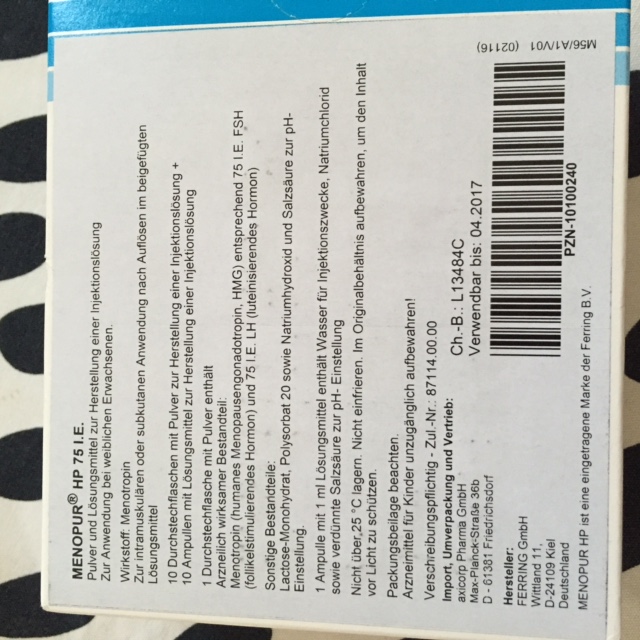 MENOPUR® HP 75 I.E.
Pulver und Lösungsmittel zur Herstellung einer Injektionslösung
Zur Anwendung bei weiblichen Erwachsenen.
Wirkstoff: Menotropin
Zur intramuskulären oder subkutanen Anwendung nach Auflösen im beigefügten
Lösungsmittel
10 Durchstechflaschen mit Pulver zur Herstellung einer Injektionslösung +
10 Ampullen mit Lösungsmittel zur Herstellung einer Injektionslösung
1 Durchstechflasche mit Pulver enthält
Arzneilich wirksamer Bestandteil:
Menotropin (humanes Menopausengonadotropin, HMG) entsprechend 75 I.E. FSH
(follikelstimulierendes Hormon) und 75 I.E. LH (luteinisierendes Hormon)
Sonstige Bestandteile:
Lactose-Monohydrat, Polysorbat 20 sowie Natriumhydroxid und Salzsäure zur pH-
Einstellung.
1 Ampulle mit 1 ml Lösungsmittel enthält Wasser für Injektionszwecke, Natriumchlorid
sowie verdünnte Salzsäure zur pH- Einstellung
Nicht über 25 °C lagern. Nicht einfrieren. Im Originalbehältnis aufbewahren, um den Inhalt
vor Licht zu schützen.
Packungsbeilage beachten.
Arzneimittel für Kinder unzugänglich aufbewahren!
Verschreibungspflichtig - Zul.-Nr.: 87114.00.00
Import, Umverpackung und Vertrieb:
axicorp Pharma GmbH
Max-Planck-Straße 36b
D - 61381 Friedrichsdorf
Ch.-B.: L13484C
Verwendbar bis: 04.2017
Hersteller:
FERRING GmbH
Wittland 11,
D-24109 Kiel
Deutschland
PZN-10100240
MENOPUR HP ist eine eingetragene Marke der Ferring B.V.
M56/A1/V01 (02116)